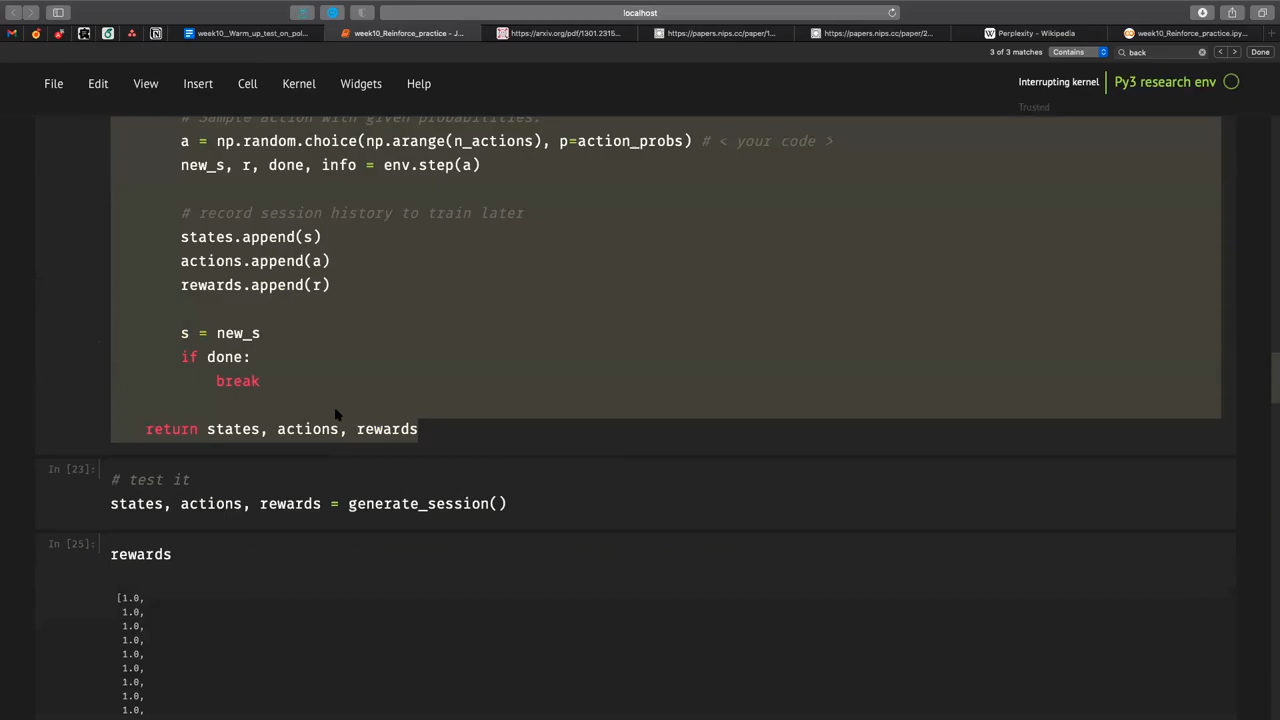 localhost
week10__Warm_up_test_on_pol...
week10_Reinforce_practice - J...
https://arxiv.org/pdf/1301.2315...
https://papers.nips.cc/paper/1...
https://papers.nips.cc/paper/2...
Perplexity - Wikipedia
week10_Reinforce_practice.ipy...
3 of 3 matches
Contains
back
Done
File Edit View Insert Cell Kernel Widgets Help
Interrupting kernel
Py3 research env
Trusted
# Sample action with given probabilities.
a = np.random.choice(np.arange(n_actions), p=action_probs) # < your code >
new_s, r, done, info = env.step(a)
# record session history to train later
states.append(s)
actions.append(a)
rewards.append(r)
s = new_s
if done:
break
return states, actions, rewards
In [23]:
# test it
states, actions, rewards = generate_session()
In [25]:
rewards
[1.0,
1.0,
1.0,
1.0,
1.0,
1.0,
1.0,
1.0,
1.0,